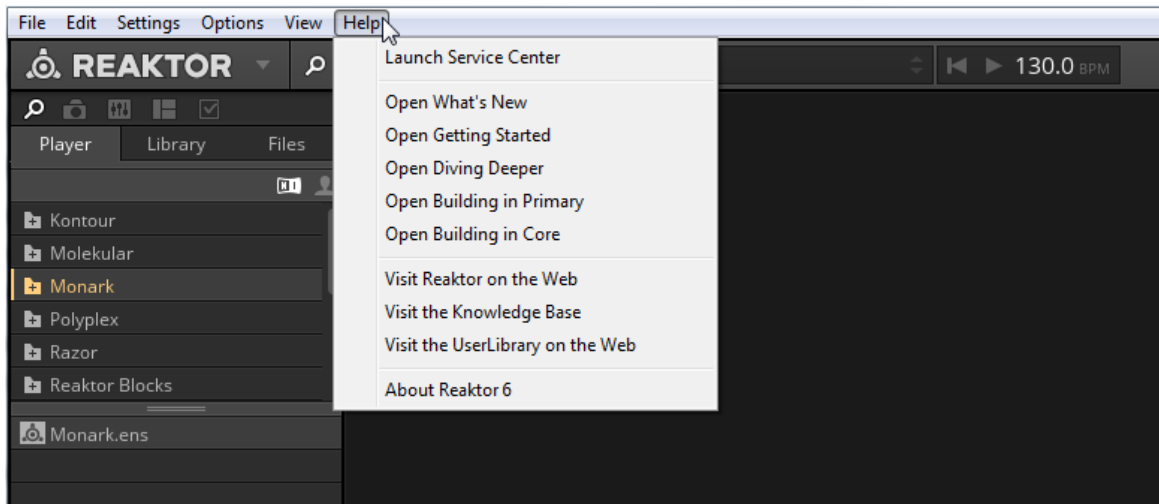 File Edit Settings Options View Help
REAKTOR
130.0 BPM
Launch Service Center
Open What's New
Open Getting Started
Open Diving Deeper
Open Building in Primary
Open Building in Core
Visit Reaktor on the Web
Visit the Knowledge Base
Visit the UserLibrary on the Web
About Reaktor 6
Player Library Files
NI
Kontour
Molekular
Monark
Polyplex
Razor
Reaktor Blocks
Monark.ens